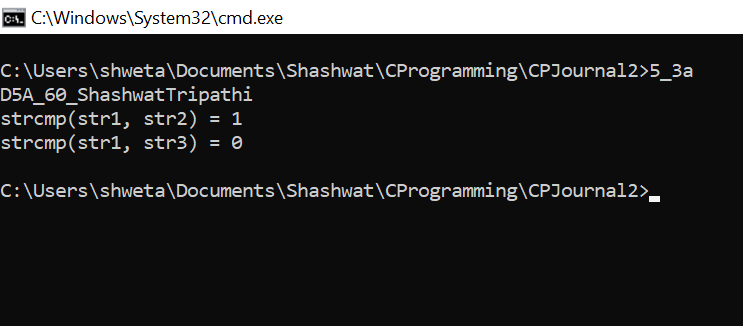 C:\Windows\System32\cmd.exe
C:\Users\shweta\Documents\Shashwat\CProgramming\CPJournal2>5_3a
D5A_60_ShashwatTripathi
strcmp(str1, str2) = 1
strcmp(str1, str3) = 0
C:\Users\shweta\Documents\Shashwat\CProgramming\CPJournal2>